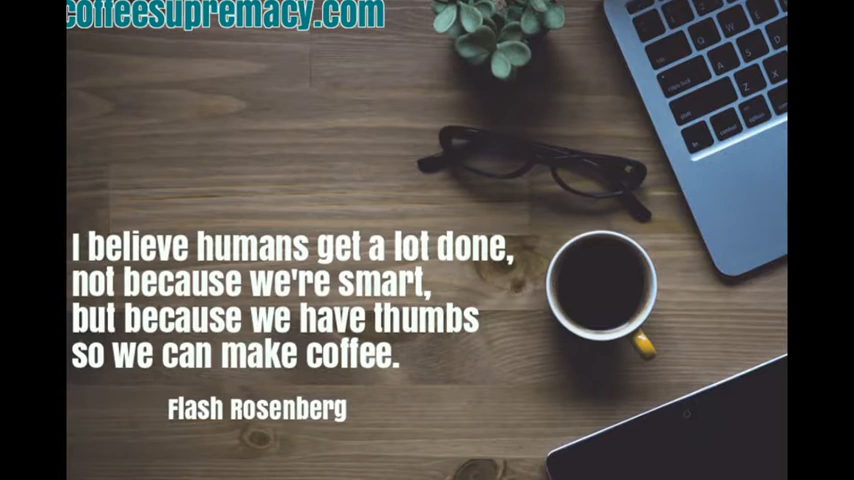 coffeesupremacy.com
I believe humans get a lot done,
not because we're smart,
but because we have thumbs
so we can make coffee.
Flash Rosenberg